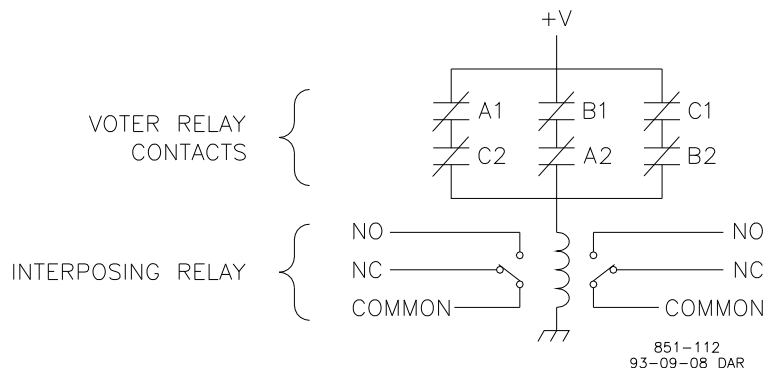 +V
VOTER RELAY
CONTACTS
A1
B1
C1
C2
A2
B2
INTERPOSING RELAY
NO
NO
NC
NC
COMMON
COMMON
851-112
93-09-08 DAR